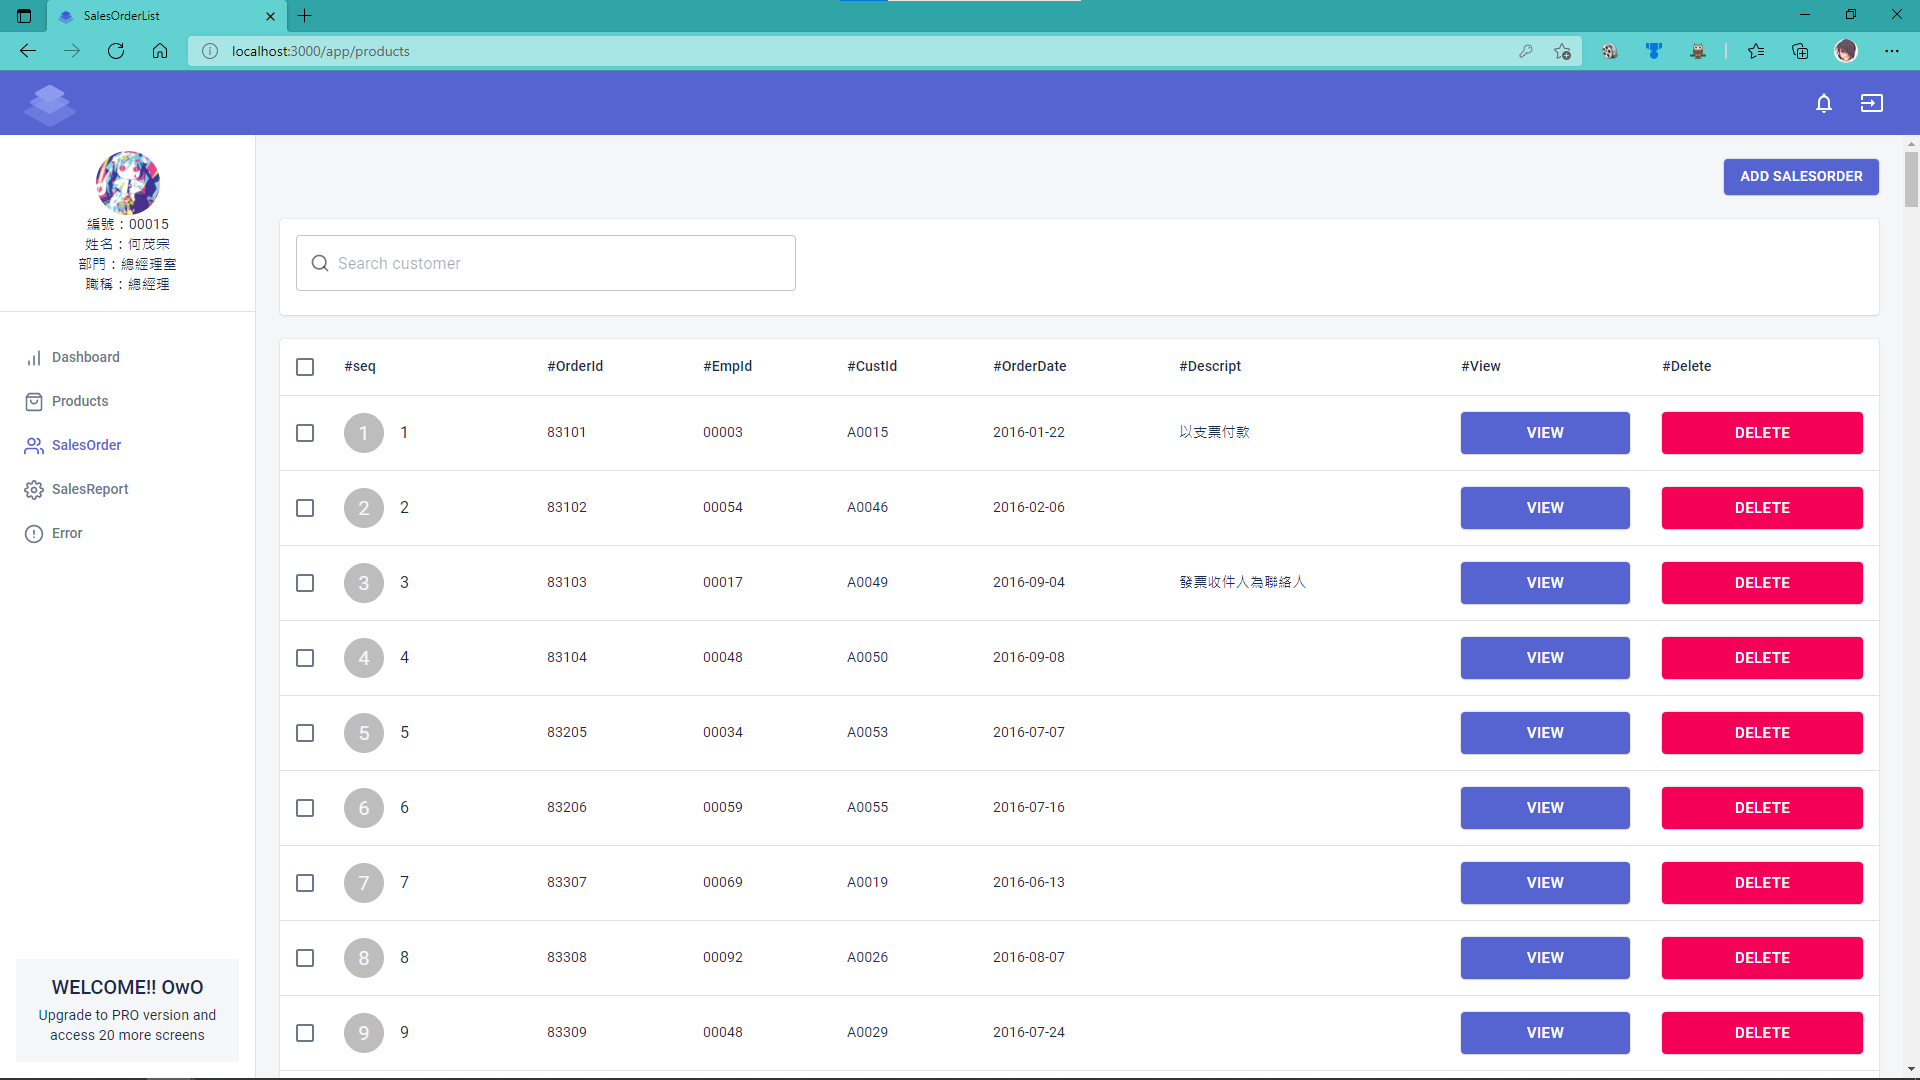 SalesOrderList
localhost:3000/app/products
ADD SALESORDER
編號：00015
姓名：何茂宗
部門：總經理室
職稱：總經理
Dashboard
Products
SalesOrder
SalesReport
Error
WELCOME!! OwO
Upgrade to PRO version and
access 20 more screens
Search customer
#seq #OrderId #EmpId #CustId #OrderDate #Descript #View #Delete
1 1 83101 00003 A0015 2016-01-22 以支票付款 VIEW DELETE
2 2 83102 00054 A0046 2016-02-06 VIEW DELETE
3 3 83103 00017 A0049 2016-09-04 發票收件人為聯絡人 VIEW DELETE
4 4 83104 00048 A0050 2016-09-08 VIEW DELETE
5 5 83205 00034 A0053 2016-07-07 VIEW DELETE
6 6 83206 00059 A0055 2016-07-16 VIEW DELETE
7 7 83307 00069 A0019 2016-06-13 VIEW DELETE
8 8 83308 00092 A0026 2016-08-07 VIEW DELETE
9 9 83309 00048 A0029 2016-07-24 VIEW DELETE